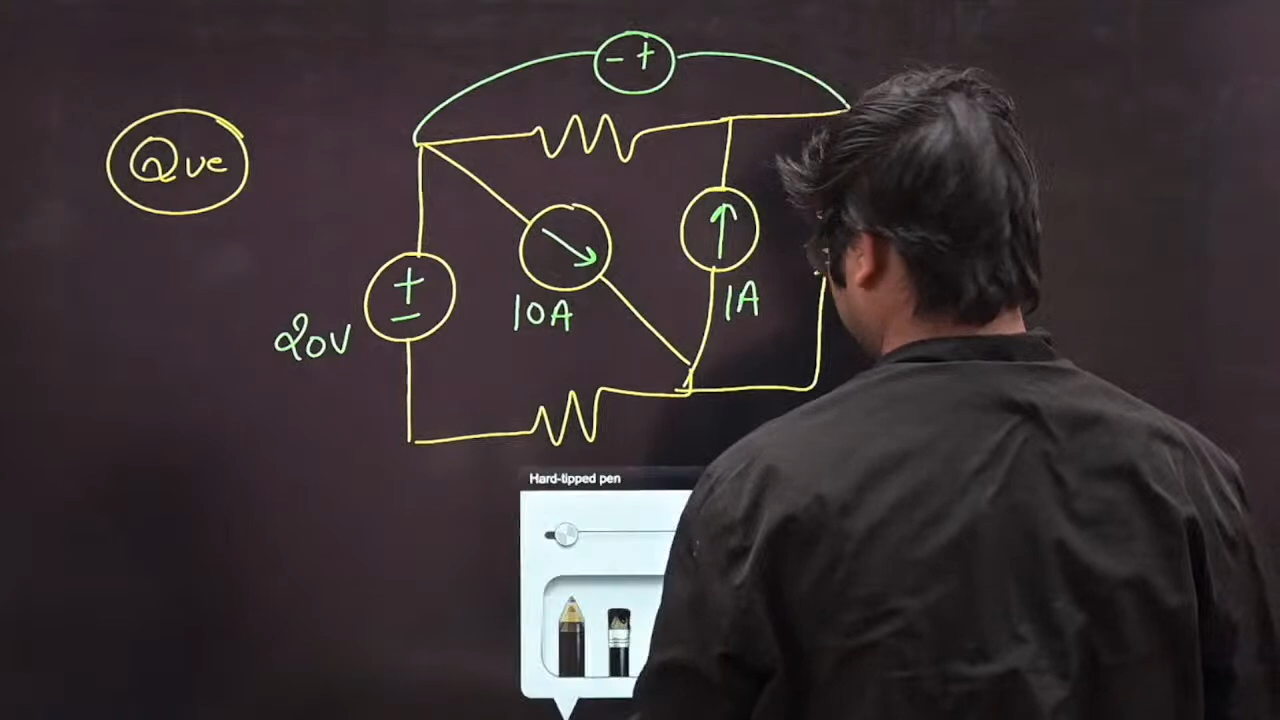 - +
Que
+
-
20V
10A
1A
Hard-tipped pen